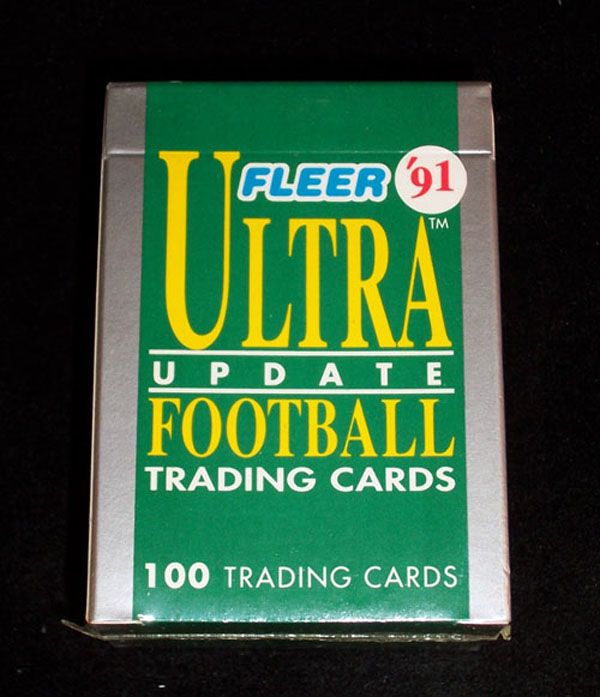 FLEER '91
ULTRA™
UPDATE
FOOTBALL
TRADING CARDS
100 TRADING CARDS